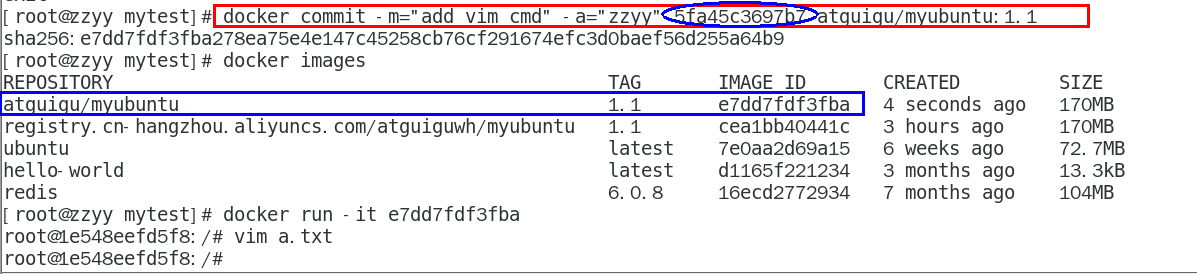 [root@zzyy mytest]# docker commit -m="add vim cmd" -a="zzyy" 5fa45c3697b7 atguigu/myubuntu:1.1
sha256:e7dd7fdf3fba278ea75e4e147c45258cb76cf291674efc3d0baef56d255a64b9
[root@zzyy mytest]# docker images
REPOSITORY TAG IMAGE ID CREATED SIZE
atguigu/myubuntu 1.1 e7dd7fdf3fba 4 seconds ago 170MB
registry.cn-hangzhou.aliyuncs.com/atguiguwh/myubuntu 1.1 cea1bb40441c 3 hours ago 170MB
ubuntu latest 7e0aa2d69a15 6 weeks ago 72.7MB
hello-world latest d1165f221234 3 months ago 13.3kB
redis 6.0.8 16ecd2772934 7 months ago 104MB
[root@zzyy mytest]# docker run -it e7dd7fdf3fba
root@1e548eefd5f8:/# vim a.txt
root@1e548eefd5f8:/#